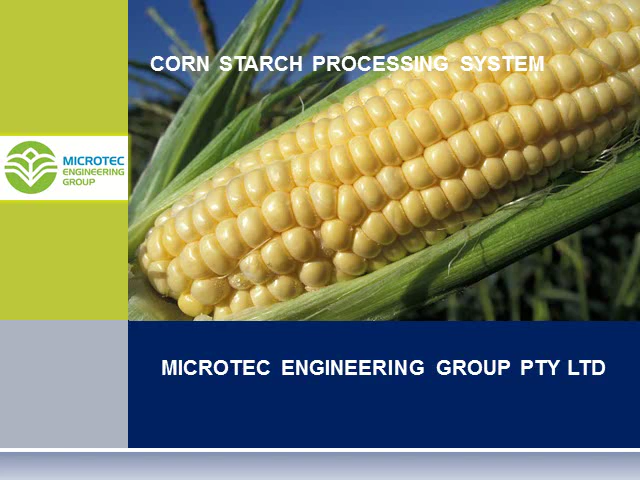 CORN STARCH PROCESSING SYSTEM
MICROTEC
ENGINEERING
GROUP
MICROTEC ENGINEERING GROUP PTY LTD